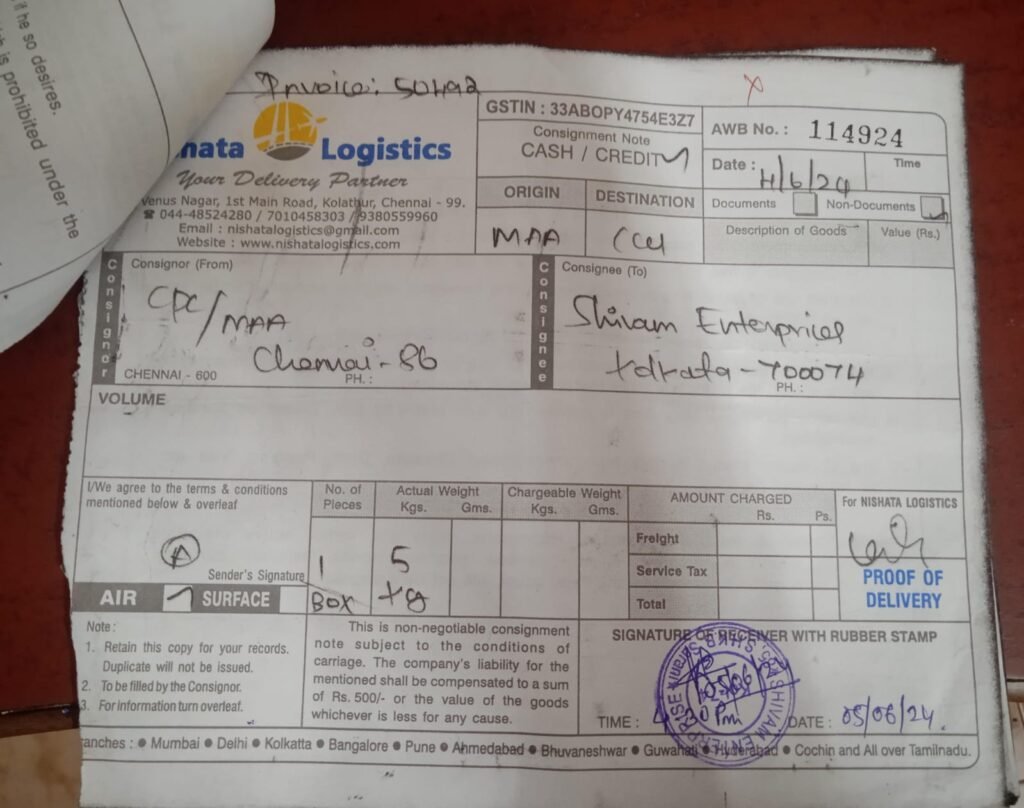 if he so desires.
is prohibited under the
Invoice: 50492
GSTIN : 33ABOPY4754E3Z7
Consignment Note
CASH / CREDIT
AWB No. : 114924
Date : 4/6/24
Time
hata Logistics
Your Delivery Partner
Venus Nagar, 1st Main Road, Kolathur, Chennai - 99.
☎ 044-48524280 / 7010458303 / 9380559960
Email : nishatalogistics@gmail.com
Website : www.nishatalogistics.com
ORIGIN
DESTINATION
MAA
CCU
Documents
Non-Documents
Description of Goods
Value (Rs.)
Consignor
Consignor (From)
CPC/MAA
Chennai-86
CHENNAI - 600
PH. :
Consignee
Consignee (To)
Shivam Enterprises
Kolkata-700074
PH. :
VOLUME
I/We agree to the terms & conditions
mentioned below & overleaf
Sender's Signature
AIR
SURFACE
No. of
Pieces
1
BOX
Actual Weight
Kgs. Gms.
5
Kg
Chargeable Weight
Kgs. Gms.
AMOUNT CHARGED
Rs. Ps.
Freight
Service Tax
Total
For NISHATA LOGISTICS
PROOF OF
DELIVERY
Note :
1. Retain this copy for your records.
Duplicate will not be issued.
2. To be filled by the Consignor.
3. For information turn overleaf.
This is non-negotiable consignment
note subject to the conditions of
carriage. The company's liability for the
mentioned shall be compensated to a sum
of Rs. 500/- or the value of the goods
whichever is less for any cause.
SIGNATURE OF RECEIVER WITH RUBBER STAMP
SHIVAM ENTERPRISE
05/06/24
TIME :
DATE : 05/06/24.
ranches : • Mumbai • Delhi • Kolkatta • Bangalore • Pune • Ahmedabad • Bhuvaneshwar • Guwahati • Hyderabad • Cochin and All over Tamilnadu.